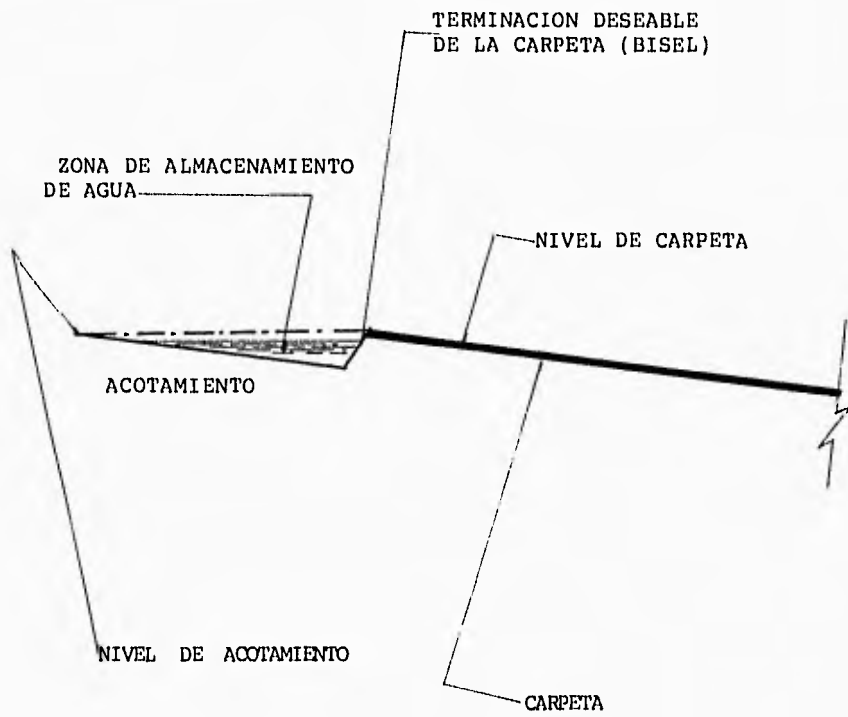 TERMINACION DESEABLE
DE LA CARPETA (BISEL)
ZONA DE ALMACENAMIENTO
DE AGUA
NIVEL DE CARPETA
ACOTAMIENTO
NIVEL DE ACOTAMIENTO
CARPETA